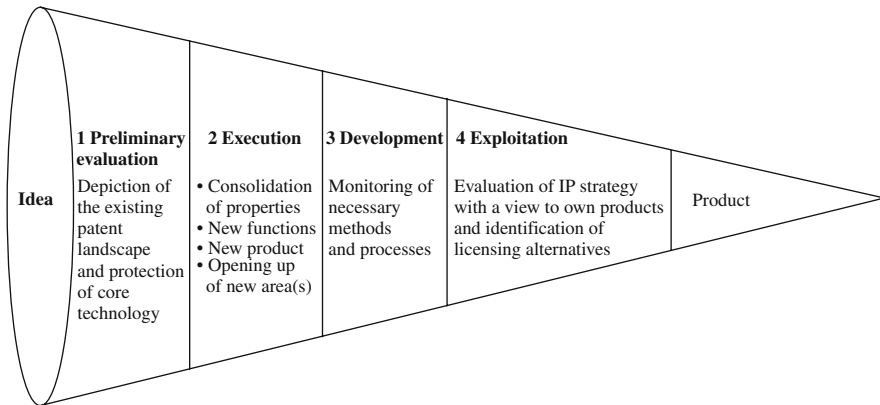 Idea
1 Preliminary
evaluation
Depiction of
the existing
patent
landscape
and protection
of core
technology
2 Execution
• Consolidation
of properties
• New functions
• New product
• Opening up
of new area(s)
3 Development
Monitoring of
necessary
methods
and processes
4 Exploitation
Evaluation of IP strategy
with a view to own products
and identification of
licensing alternatives
Product